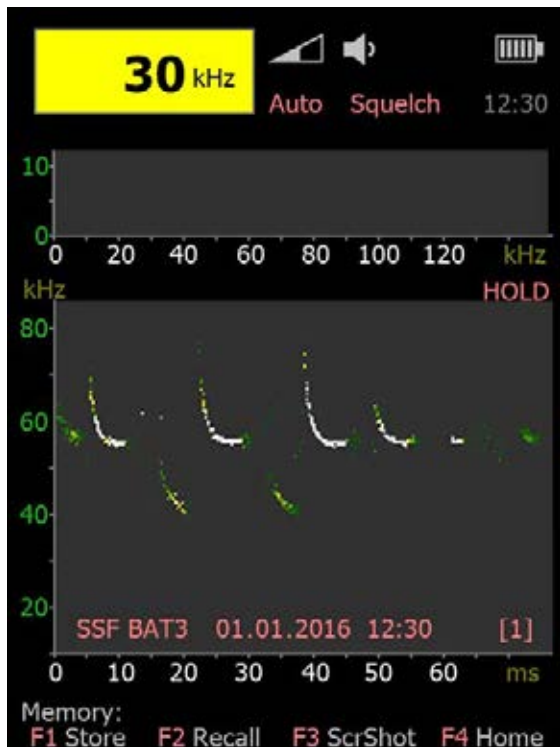 30 kHz
Auto Squelch 12:30
10
0
0 20 40 60 80 100 120 kHz
kHz HOLD
80
60
40
20
SSF BAT3 01.01.2016 12:30 [1]
0 10 20 30 40 50 60 ms
Memory:
F1 Store F2 Recall F3 ScrShot F4 Home